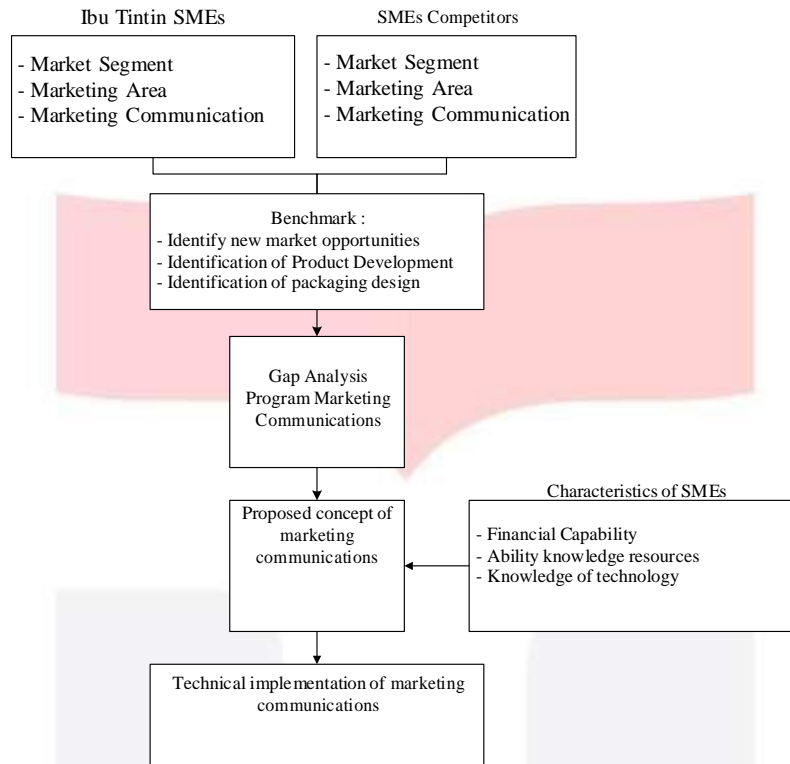 Ibu Tintin SMEs
- Market Segment
- Marketing Area
- Marketing Communication
SMEs Competitors
- Market Segment
- Marketing Area
- Marketing Communication
Benchmark :
- Identify new market opportunities
- Identification of Product Development
- Identification of packaging design
Gap Analysis
Program Marketing
Communications
Proposed concept of
marketing
communications
Characteristics of SMEs
- Financial Capability
- Ability knowledge resources
- Knowledge of technology
Technical implementation of marketing
communications